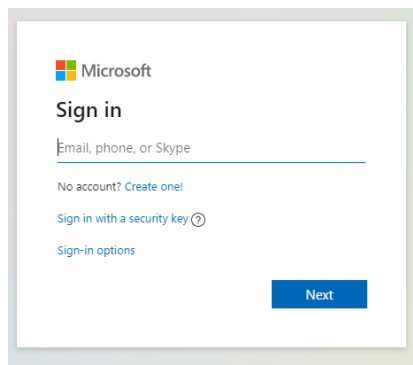 Microsoft
Sign in
Email, phone, or Skype
No account? Create one!
Sign in with a security key ?
Sign-in options
Next